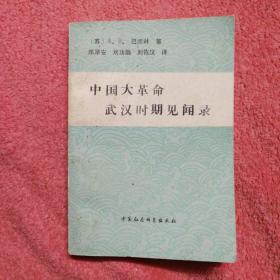 〔苏〕A. B. 巴库林 著
郑厚安 刘功勋 刘佐汉 译
中国大革命
武汉时期见闻录
中国社会科学出版社